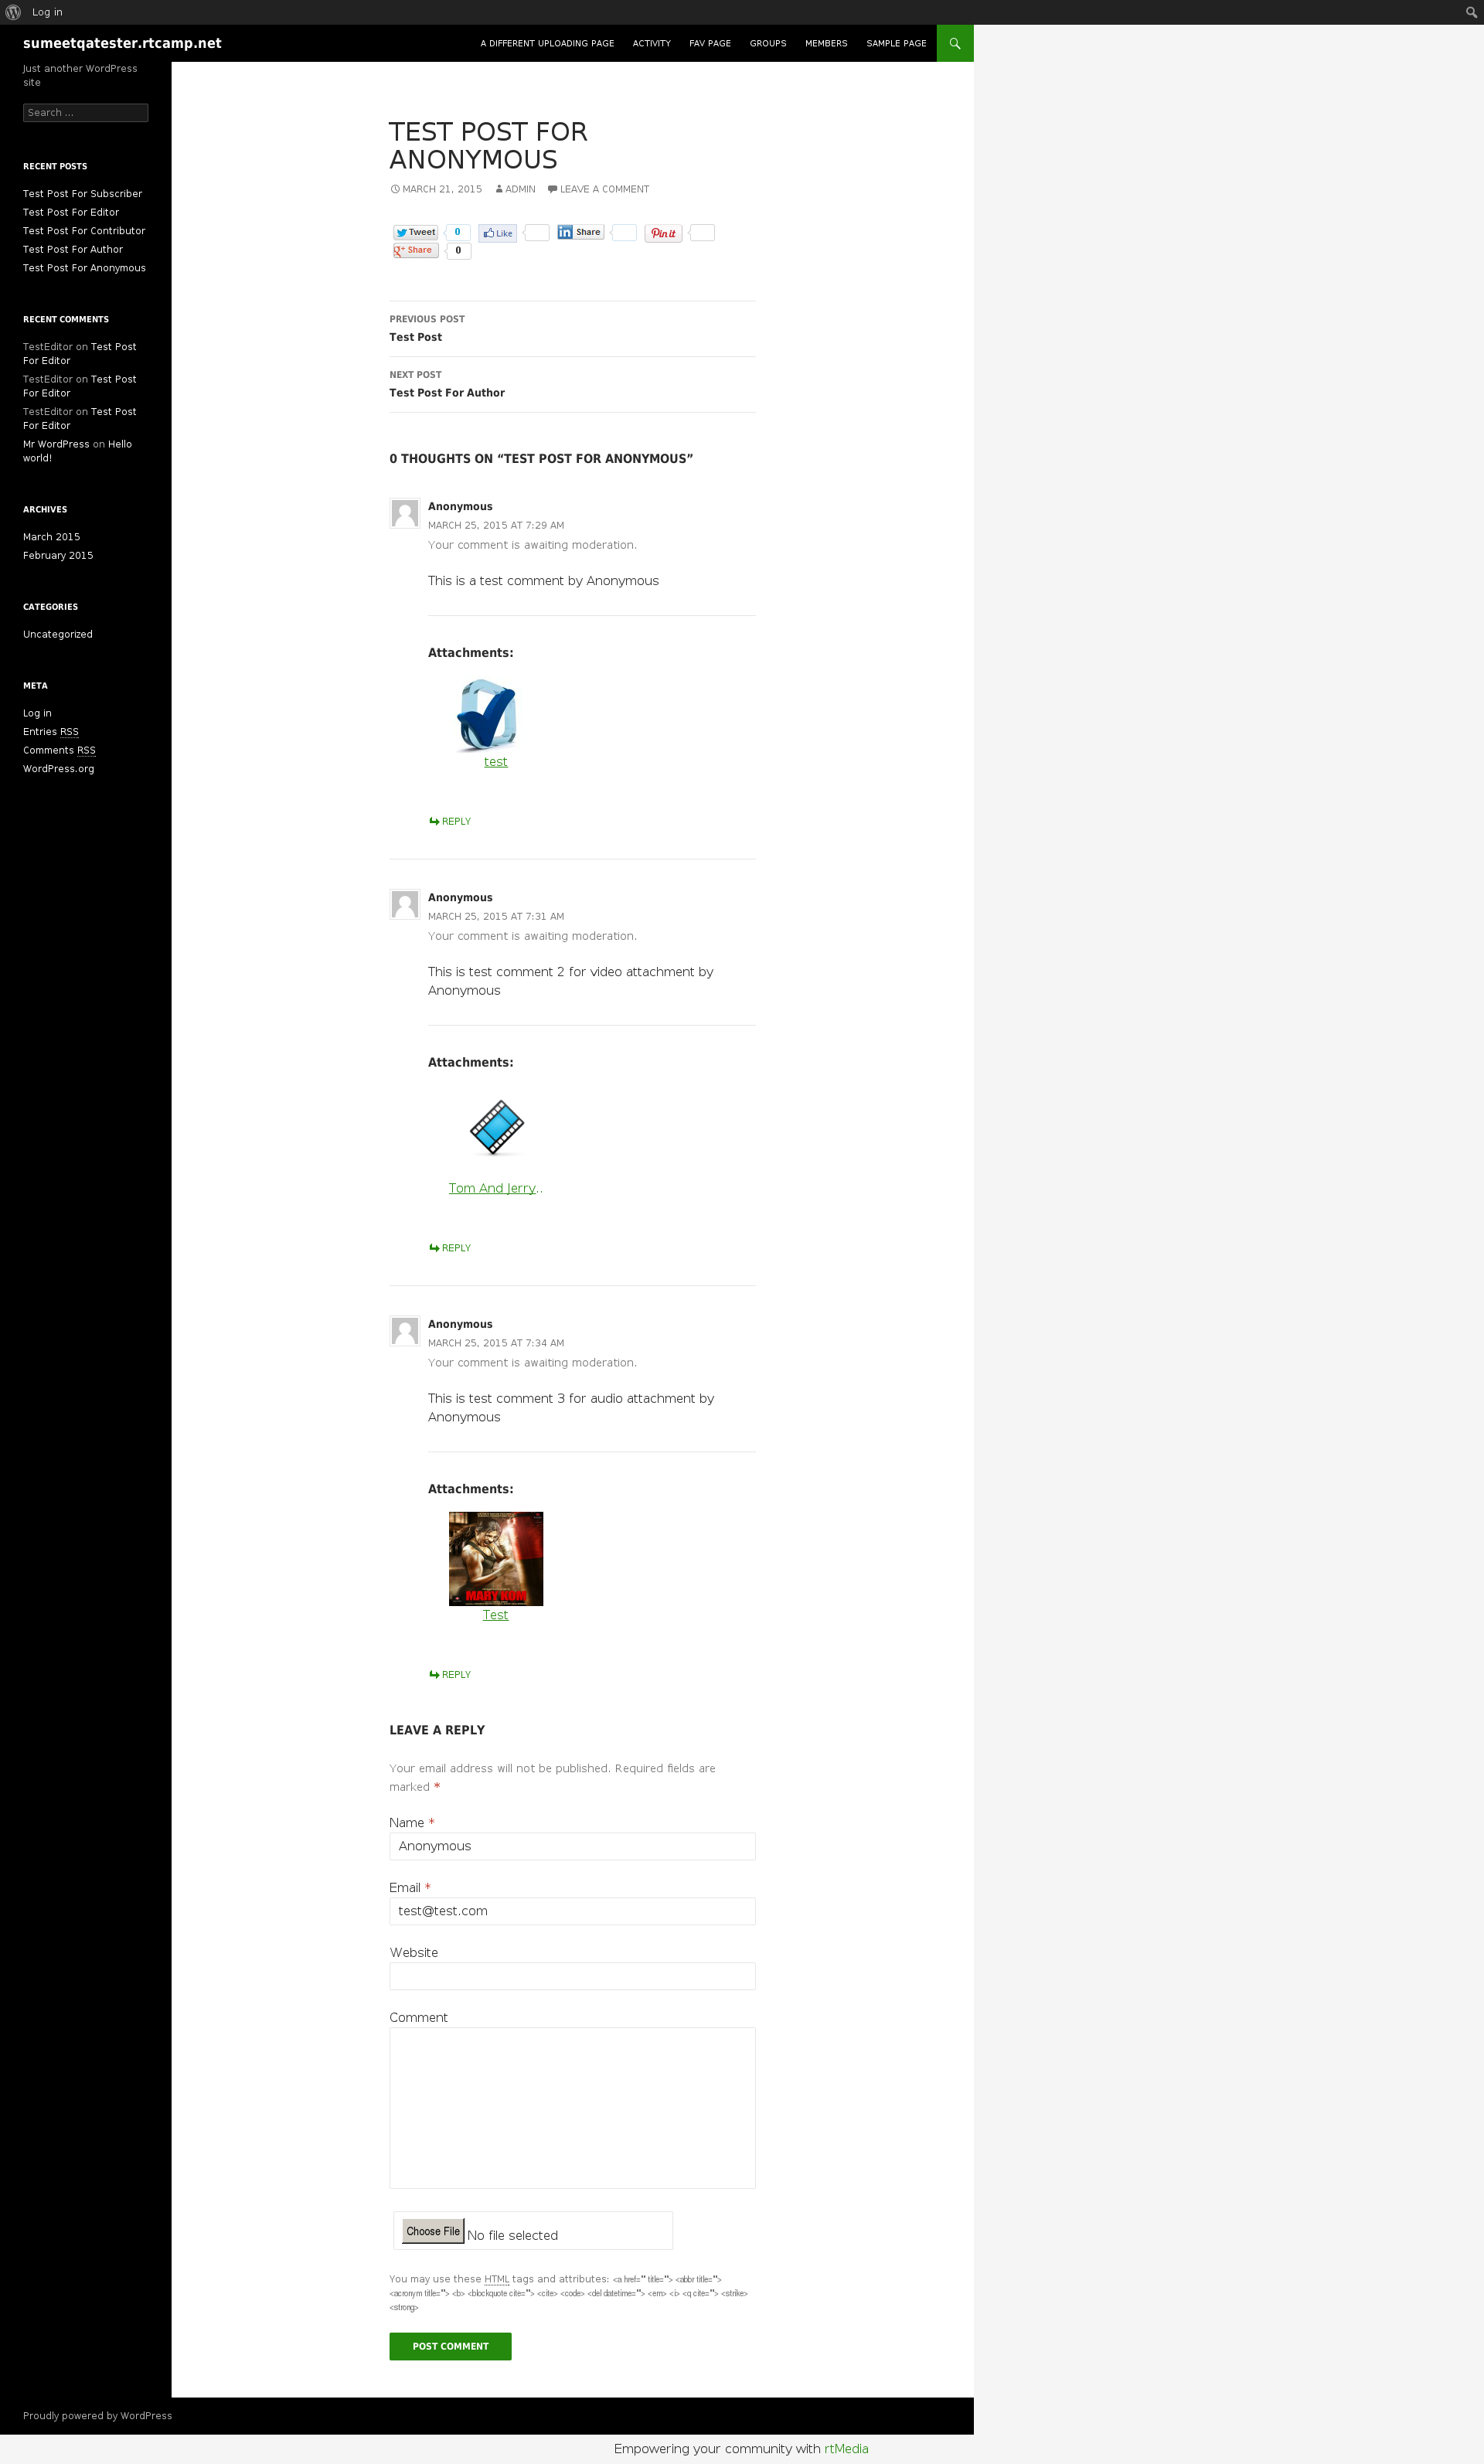 Log in
sumeetqatester.rtcamp.net
A DIFFERENT UPLOADING PAGE
ACTIVITY
FAV PAGE
GROUPS
MEMBERS
SAMPLE PAGE
Just another WordPress
site
Search ...
RECENT POSTS
Test Post For Subscriber
Test Post For Editor
Test Post For Contributor
Test Post For Author
Test Post For Anonymous
RECENT COMMENTS
TestEditor on Test Post
For Editor
TestEditor on Test Post
For Editor
TestEditor on Test Post
For Editor
Mr WordPress on Hello
world!
ARCHIVES
March 2015
February 2015
CATEGORIES
Uncategorized
META
Log in
Entries RSS
Comments RSS
WordPress.org
TEST POST FOR
ANONYMOUS
MARCH 21, 2015 ADMIN LEAVE A COMMENT
Tweet 0 Like Share Pin it
g+ Share 0
PREVIOUS POST
Test Post
NEXT POST
Test Post For Author
0 THOUGHTS ON “TEST POST FOR ANONYMOUS”
Anonymous
MARCH 25, 2015 AT 7:29 AM
Your comment is awaiting moderation.
This is a test comment by Anonymous
Attachments:
test
REPLY
Anonymous
MARCH 25, 2015 AT 7:31 AM
Your comment is awaiting moderation.
This is test comment 2 for video attachment by
Anonymous
Attachments:
Tom And Jerry..
REPLY
Anonymous
MARCH 25, 2015 AT 7:34 AM
Your comment is awaiting moderation.
This is test comment 3 for audio attachment by
Anonymous
Attachments:
MARY KOM
Test
REPLY
LEAVE A REPLY
Your email address will not be published. Required fields are
marked *
Name *
Anonymous
Email *
test@test.com
Website
Comment
Choose File No file selected
You may use these HTML tags and attributes: <a href="" title=""> <abbr title="">
<acronym title=""> <b> <blockquote cite=""> <cite> <code> <del datetime=""> <em> <i> <q cite=""> <strike>
<strong>
POST COMMENT
Proudly powered by WordPress
Empowering your community with rtMedia